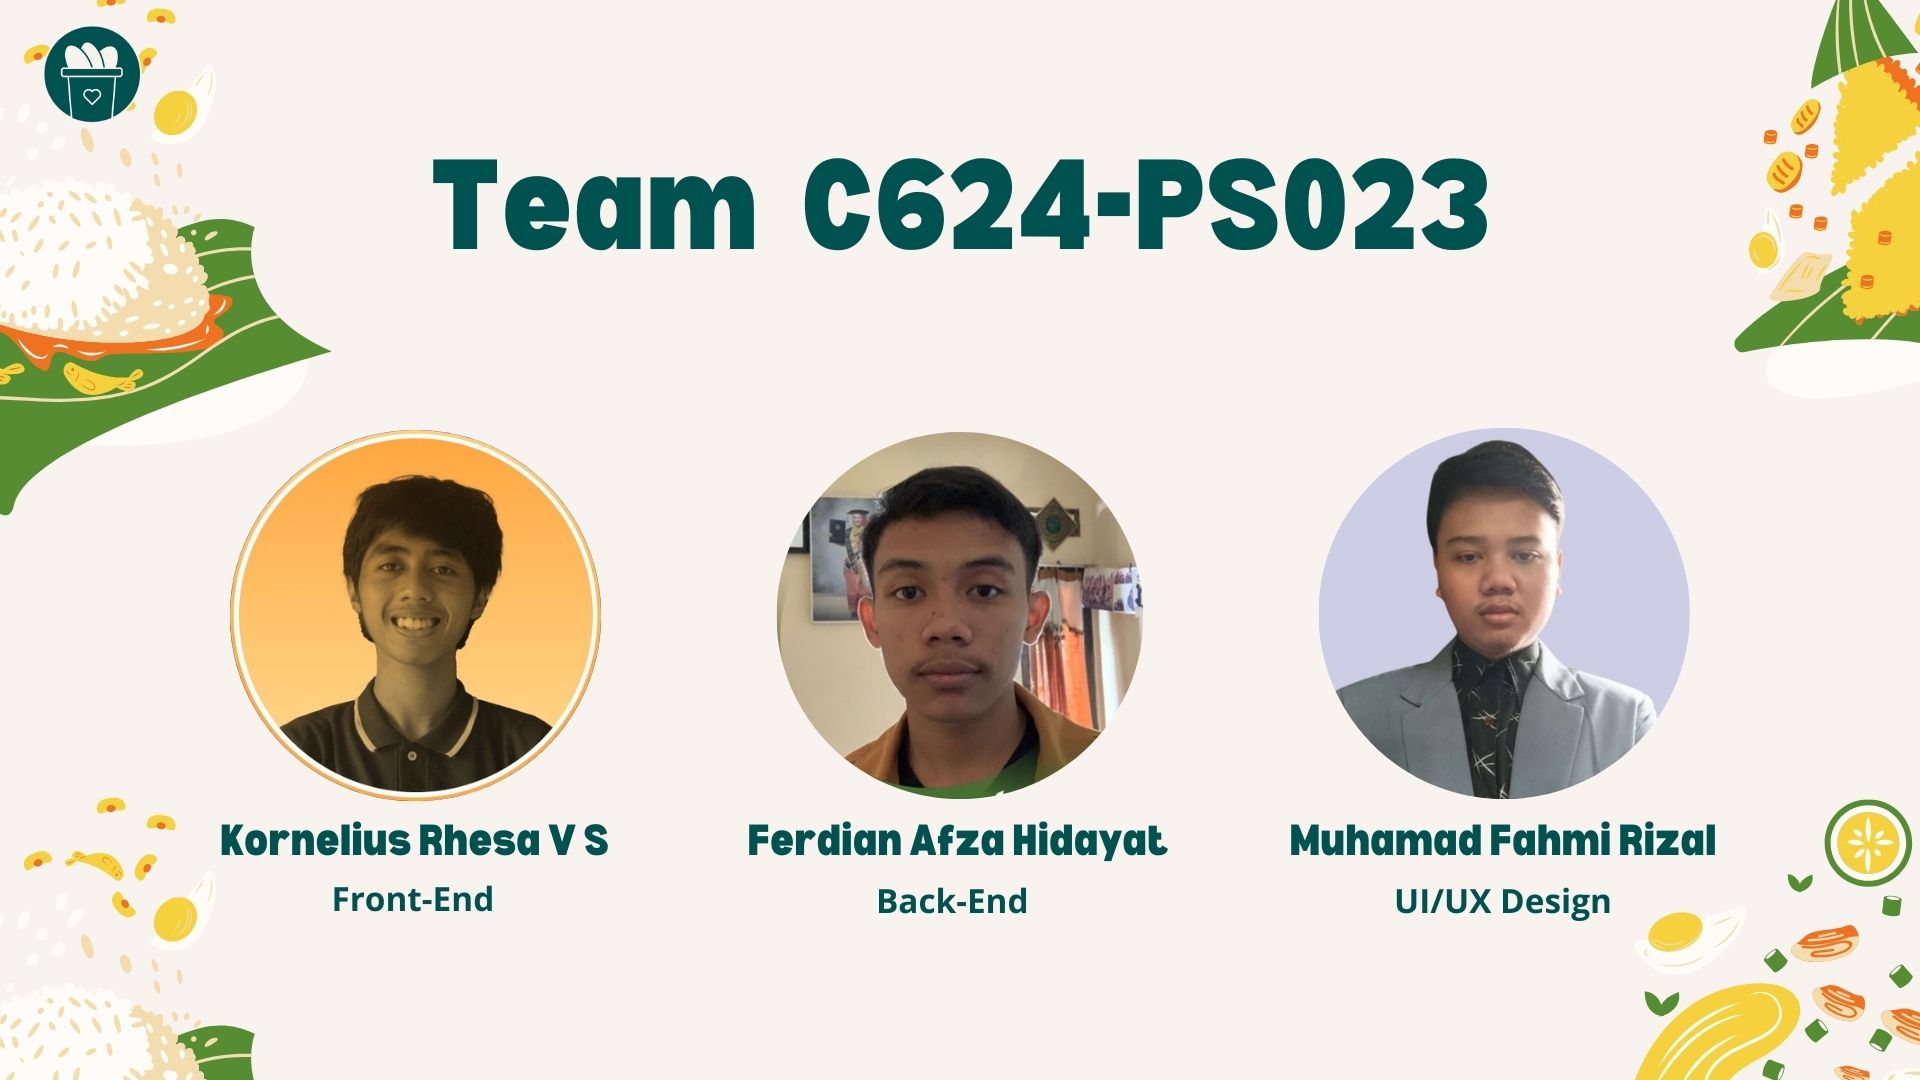 Team C624-PS023
Kornelius Rhesa V S
Ferdian Afza Hidayat
Muhamad Fahmi Rizal
Front-End
Back-End
UI/UX Design